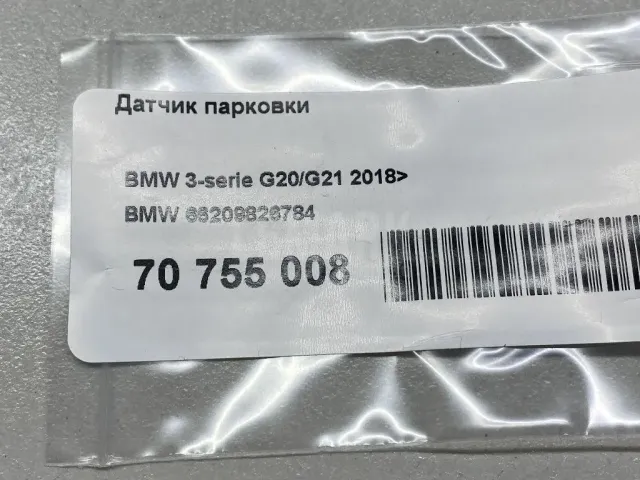 Датчик парковки
BMW 3-serie G20/G21 2018>
BMW 66209826784
70 755 008